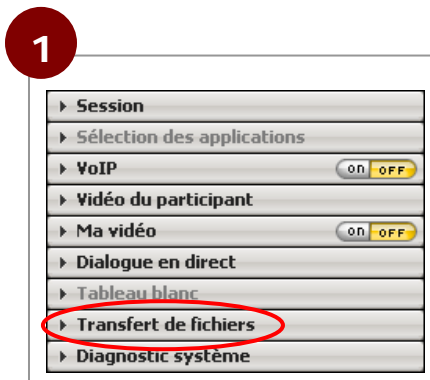 1
Session
Sélection des applications
VoIP on OFF
Vidéo du participant
Ma vidéo on OFF
Dialogue en direct
Tableau blanc
Transfert de fichiers
Diagnostic système